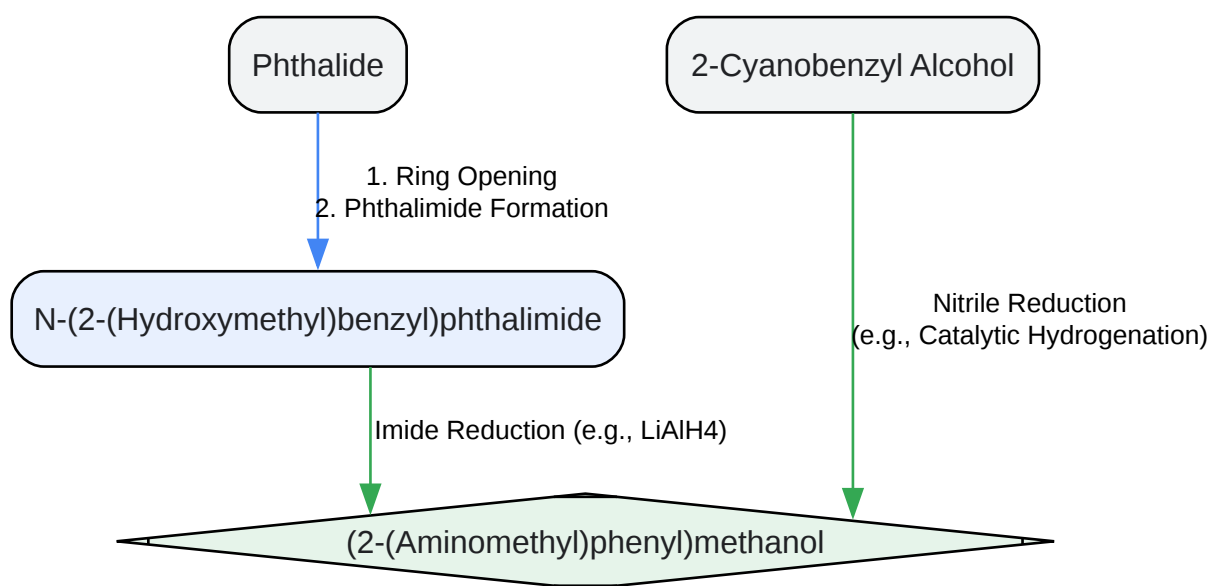 Phthalide
2-Cyanobenzyl Alcohol
1. Ring Opening
2. Phthalimide Formation
N-(2-(Hydroxymethyl)benzyl)phthalimide
Nitrile Reduction
(e.g., Catalytic Hydrogenation)
Imide Reduction (e.g., LiAlH4)
(2-(Aminomethyl)phenyl)methanol